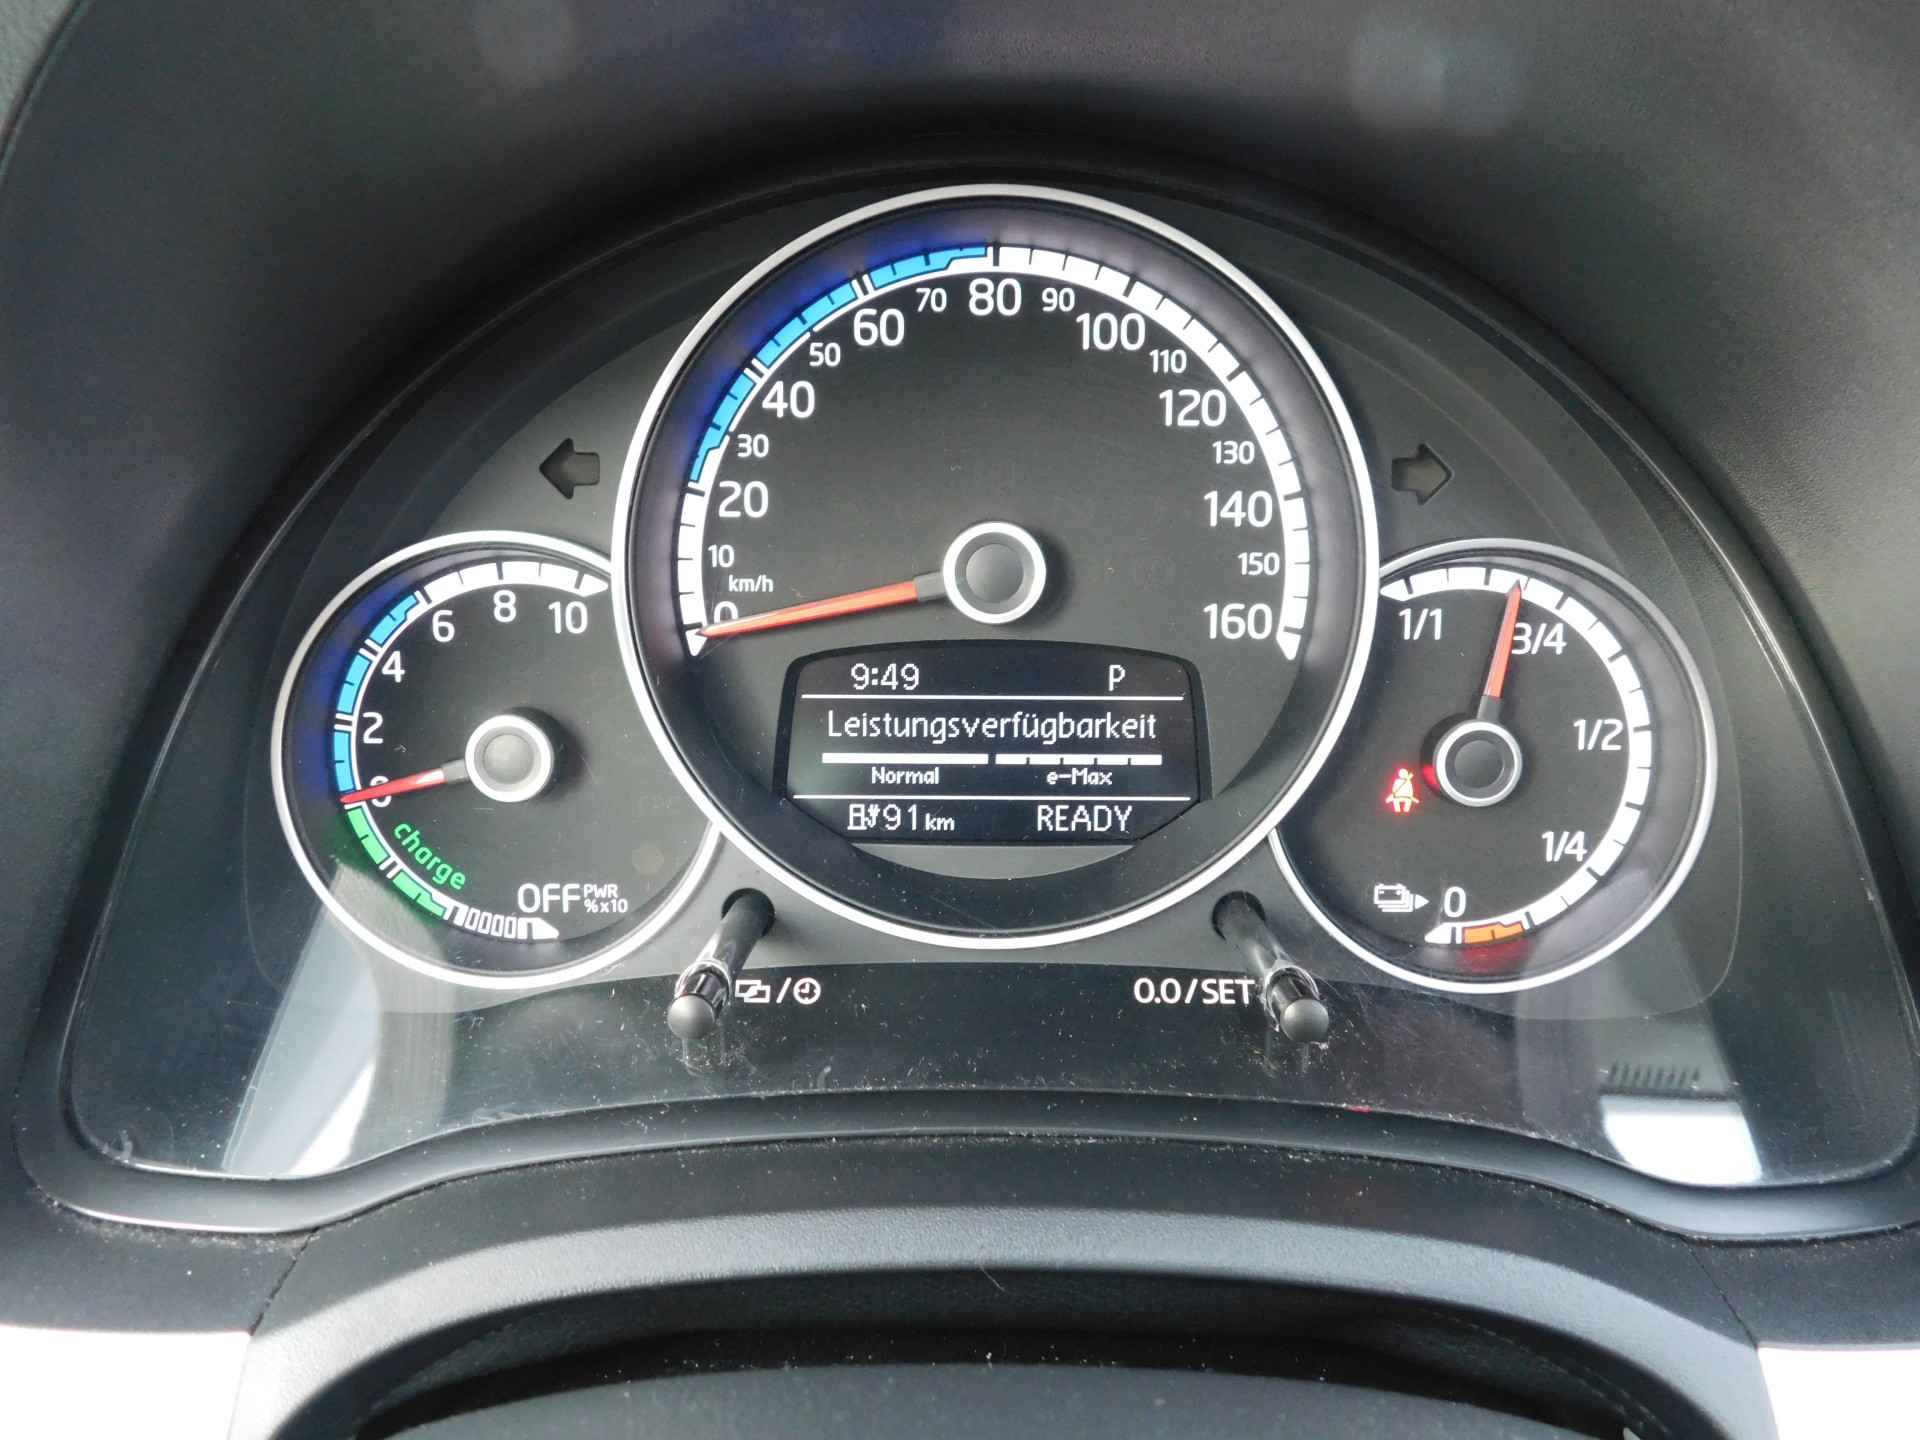 70 80 90
60 100
50 110
40 120
30 130
20 140
10 150
km/h
0 160
6 8 10
4
2
0
charge
OFF PWR
%x10
9:49 P
Leistungsverfügbarkeit
Normal e-Max
91 km READY
1/1
3/4
1/2
1/4
0
/
0.0/SET